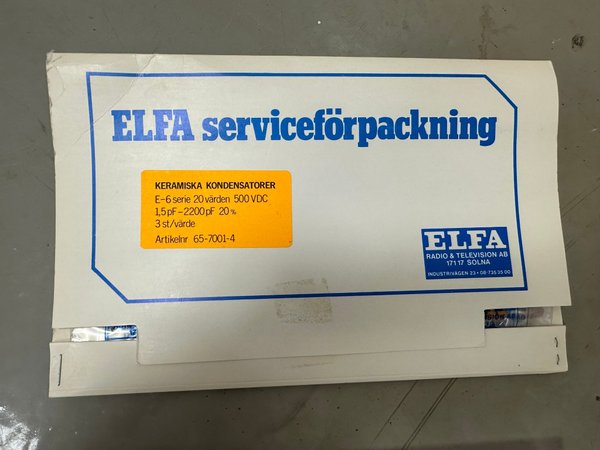 ELFA serviceförpackning
KERAMISKA KONDENSATORER
E-6 serie 20 värden 500 VDC
1,5 pF-2200 pF 20 %
3 st/värde
Artikelnr 65-7001-4
ELFA
RADIO & TELEVISION AB
171 17 SOLNA
INDUSTRIVÄGEN 23 • 08-735 35 00